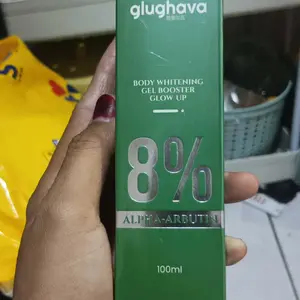 glughava
BODY WHITENING
GEL BOOSTER
GLOW UP
8%
ALPHA-ARBUTIN
100ml